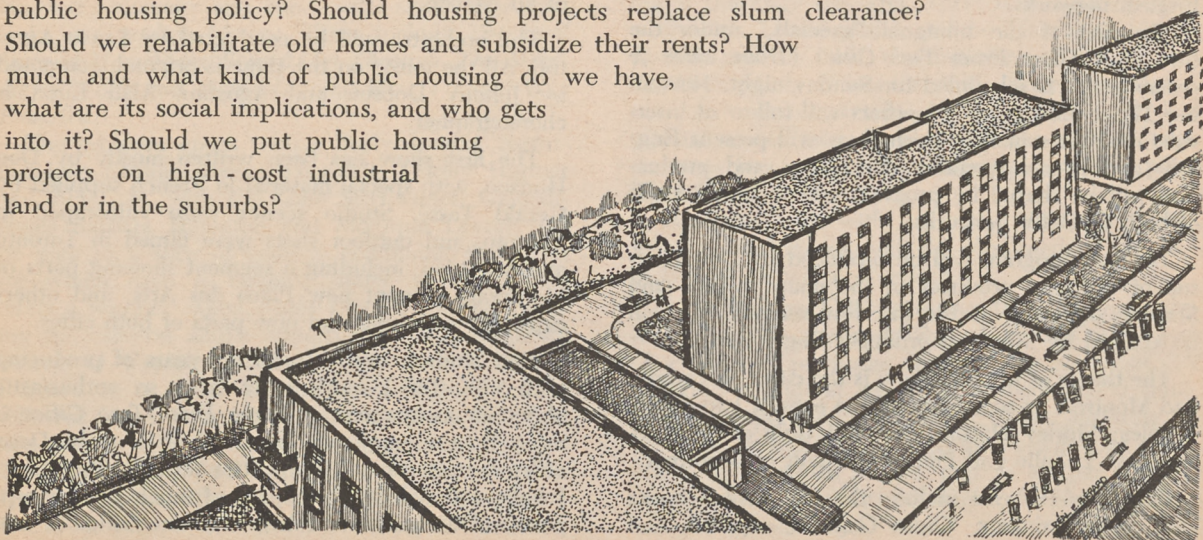 public housing policy? Should housing projects replace slum clearance?
Should we rehabilitate old homes and subsidize their rents? How
much and what kind of public housing do we have,
what are its social implications, and who gets
into it? Should we put public housing
projects on high - cost industrial
land or in the suburbs?